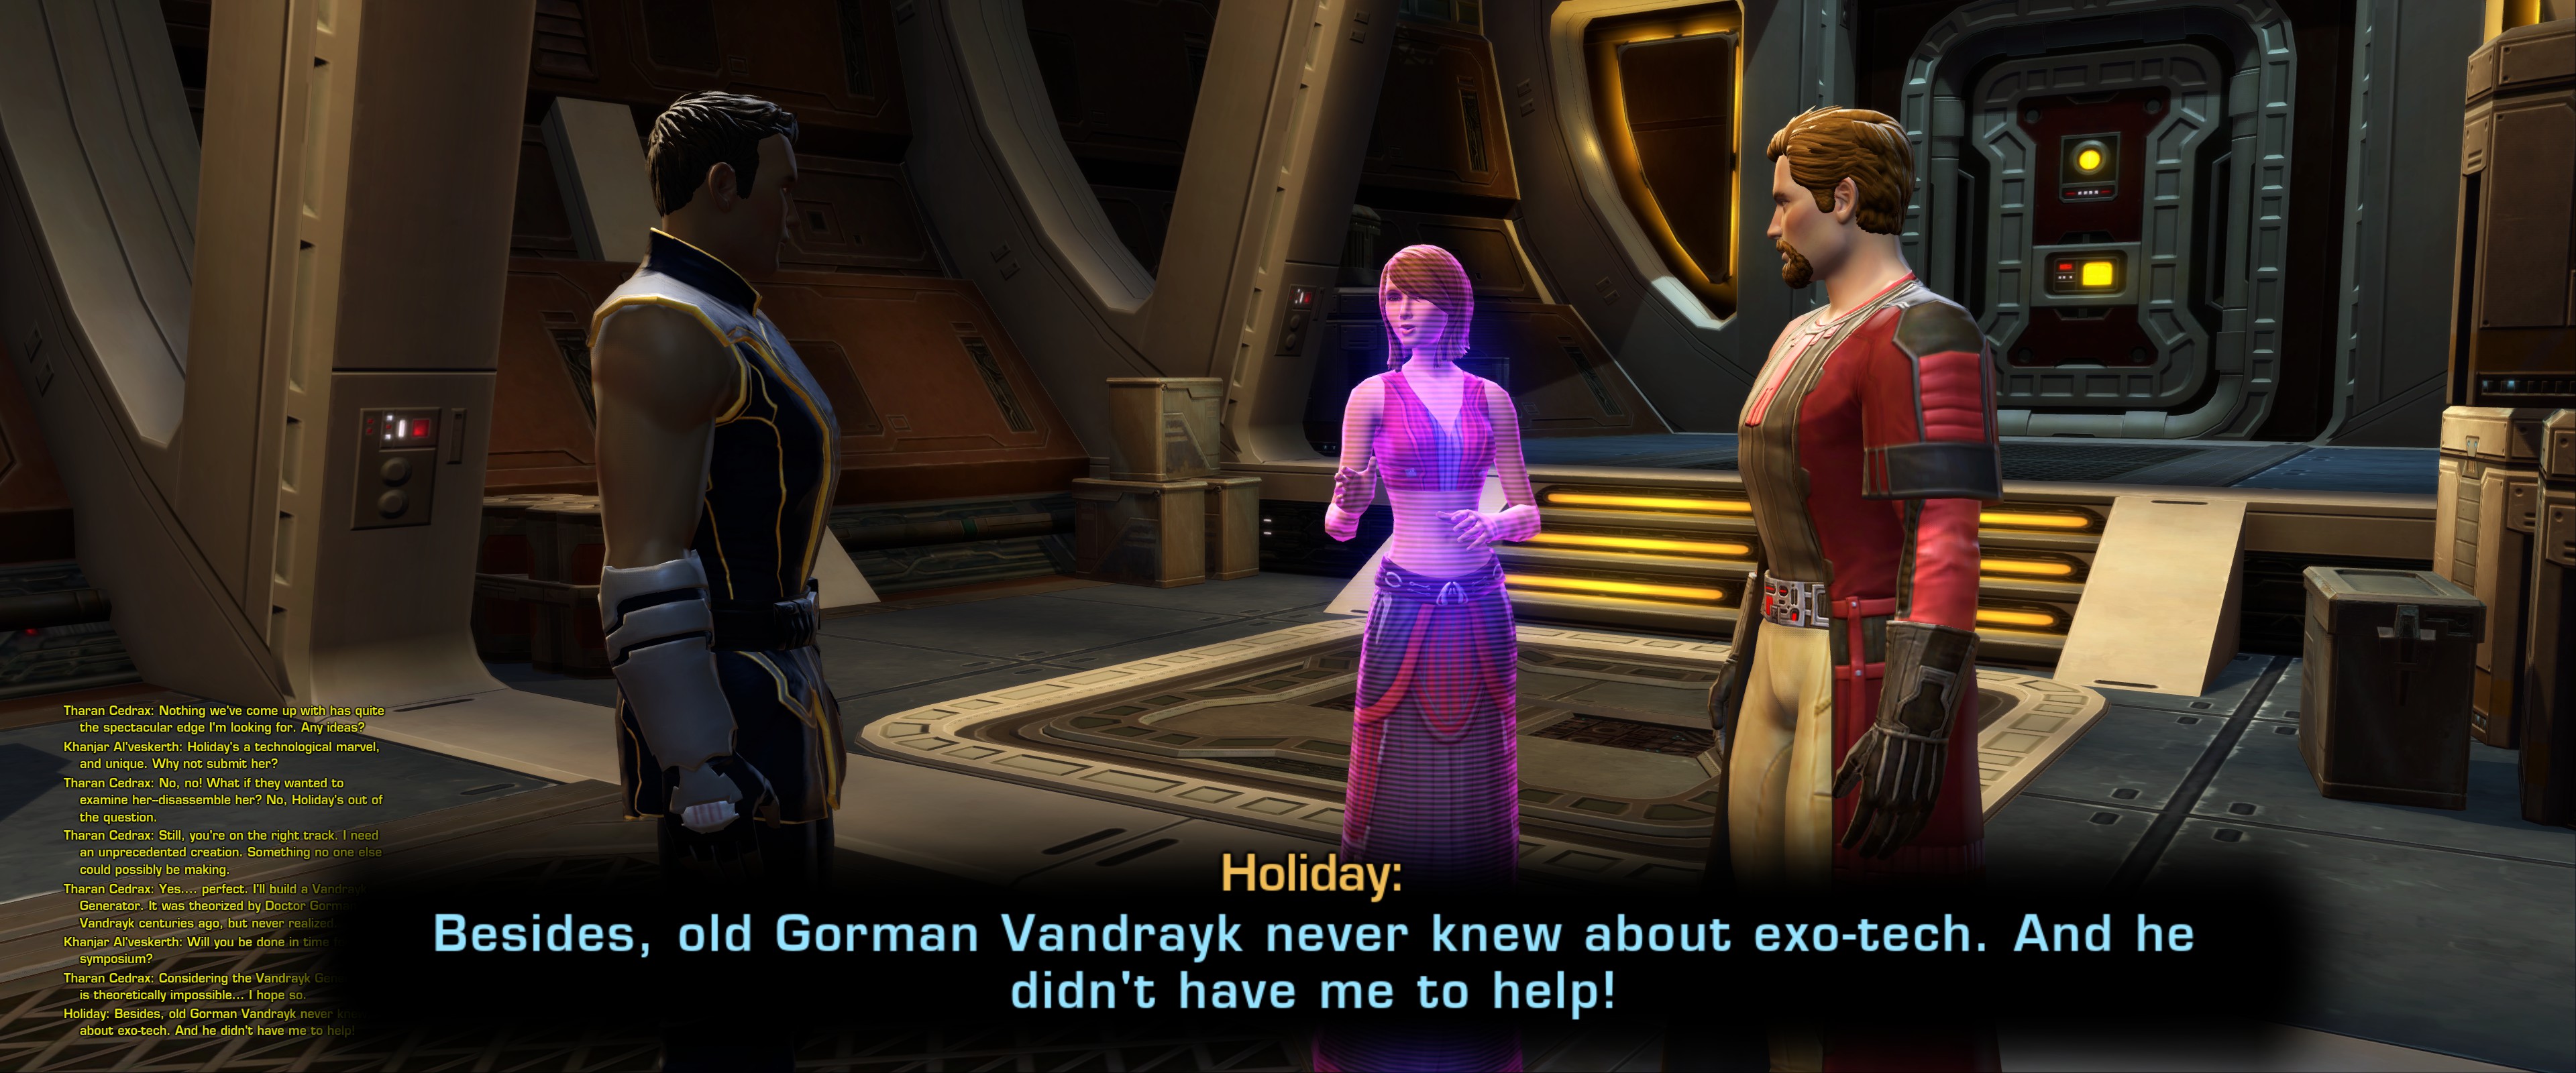 Tharan Cedrax: Nothing we've come up with has quite
the spectacular edge I'm looking for. Any ideas?
Khanjar Al'veskerth: Holiday's a technological marvel,
and unique. Why not submit her?
Tharan Cedrax: No, no! What if they wanted to
examine her–disassemble her? No, Holiday's out of
the question.
Tharan Cedrax: Still, you're on the right track. I need
an unprecedented creation. Something no one else
could possibly be making.
Tharan Cedrax: Yes.... perfect. I'll build a Vandrayk
Generator. It was theorized by Doctor Gorman
Vandrayk centuries ago, but never realized.
Khanjar Al'veskerth: Will you be done in time
symposium?
Tharan Cedrax: Considering the Vandrayk
is theoretically impossible... I hope so.
Holiday: Besides, old Gorman Vandrayk never knew
about exo-tech. And he didn't have me to help!
Holiday:
Besides, old Gorman Vandrayk never knew about exo-tech. And he
didn't have me to help!